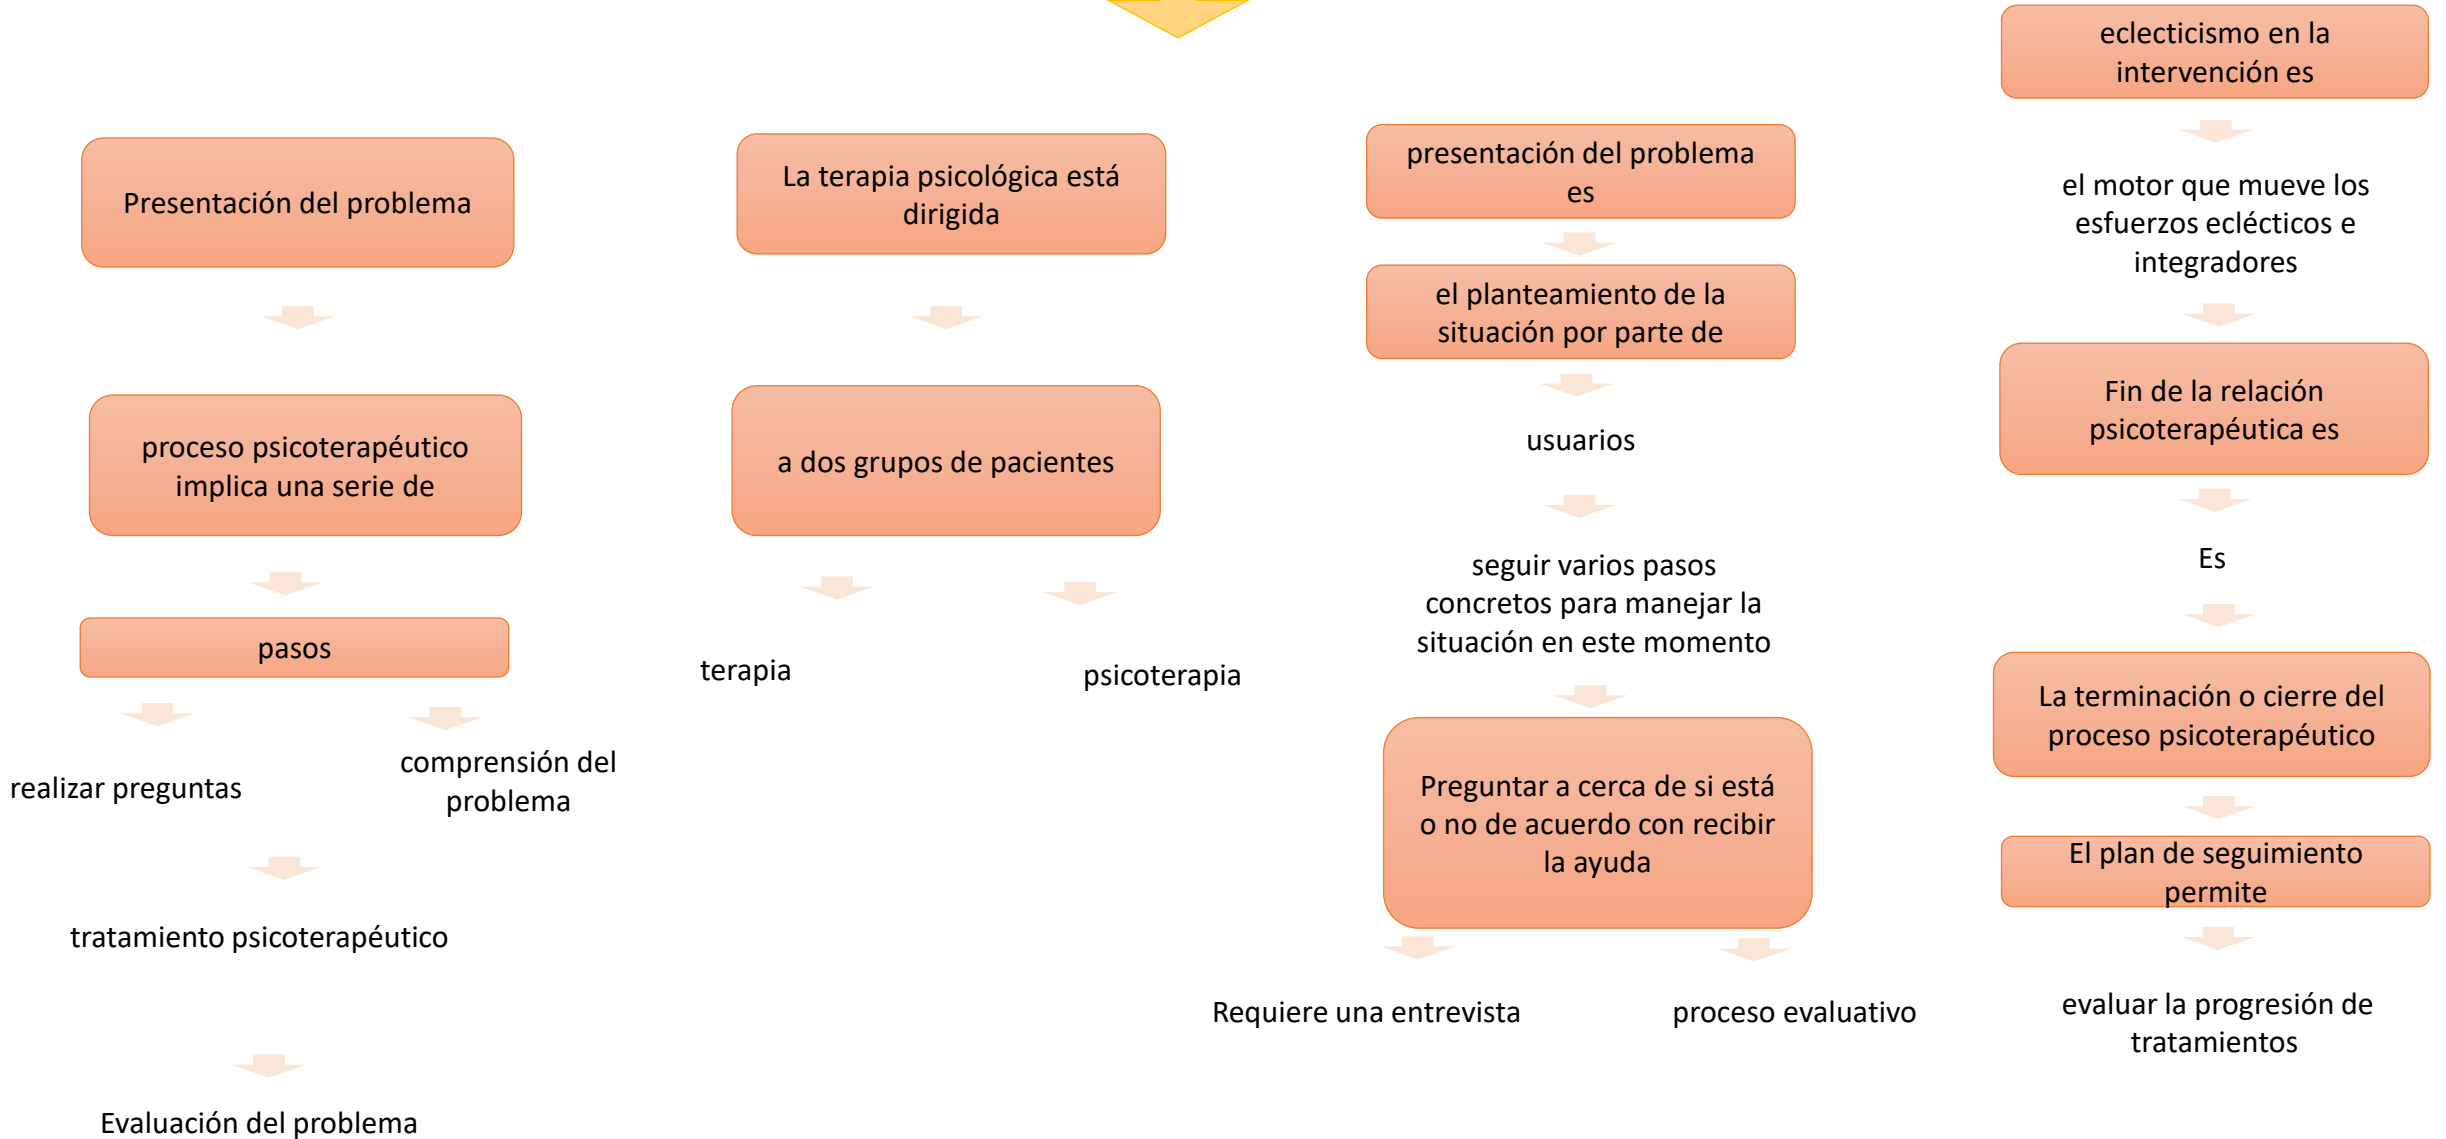 Presentación del problema
proceso psicoterapéutico
implica una serie de
pasos
realizar preguntas
comprensión del
problema
tratamiento psicoterapéutico
Evaluación del problema
La terapia psicológica está
dirigida
a dos grupos de pacientes
terapia
psicoterapia
presentación del problema
es
el planteamiento de la
situación por parte de
usuarios
seguir varios pasos
concretos para manejar la
situación en este momento
Preguntar a cerca de si está
o no de acuerdo con recibir
la ayuda
Requiere una entrevista
proceso evaluativo
eclecticismo en la
intervención es
el motor que mueve los
esfuerzos eclécticos e
integradores
Fin de la relación
psicoterapéutica es
Es
La terminación o cierre del
proceso psicoterapéutico
El plan de seguimiento
permite
evaluar la progresión de
tratamientos